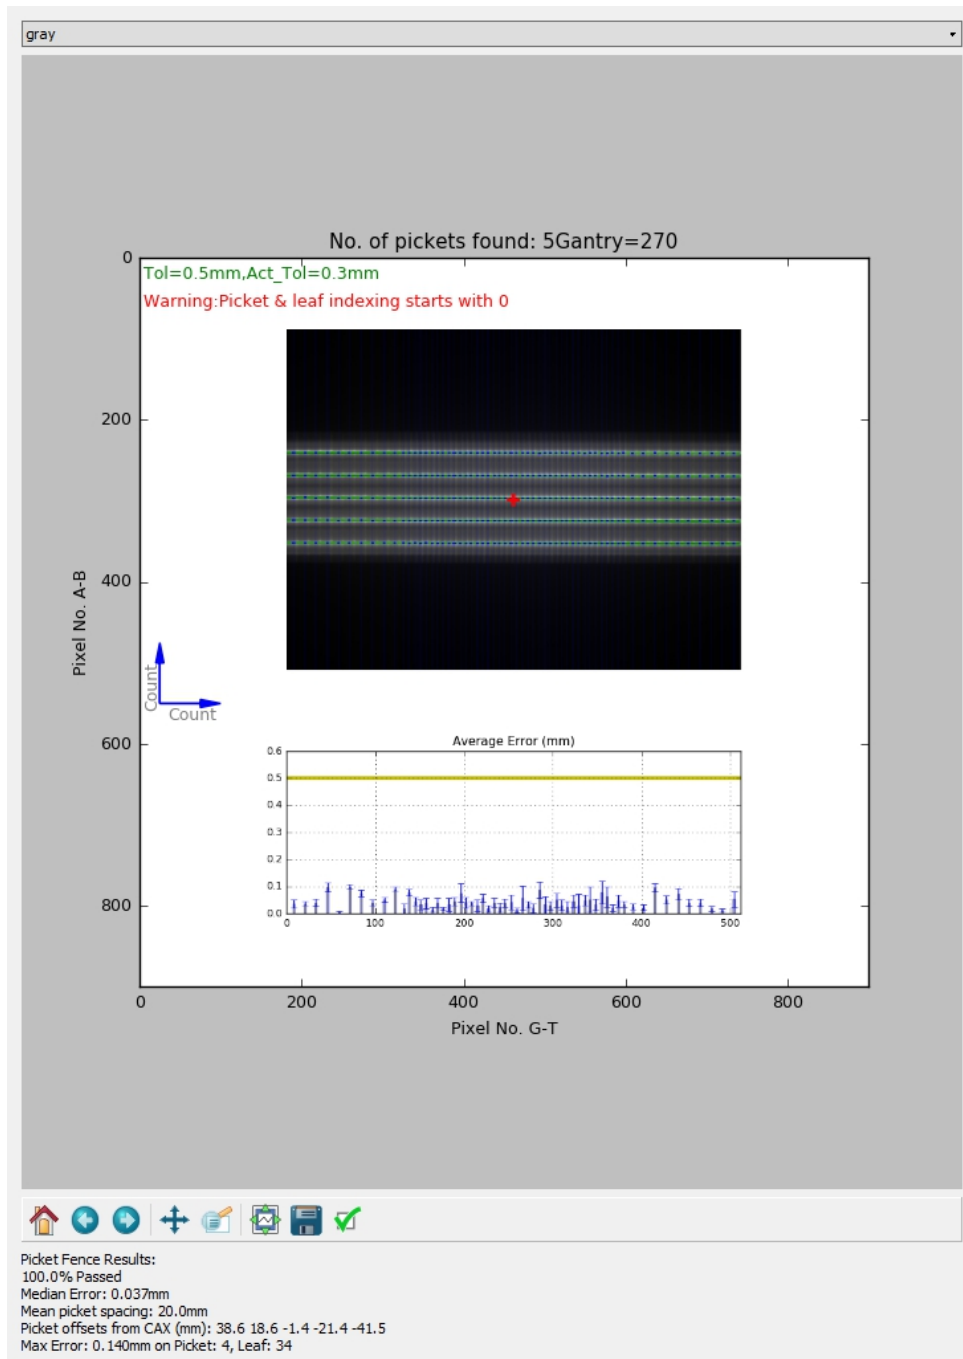 gray
No. of pickets found: 5Gantry=270
0
Tol=0.5mm,Act_Tol=0.3mm
Warning:Picket & leaf indexing starts with 0
200
400
Pixel No. A-B
Count
Count
600
Average Error (mm)
0.6
0.5
0.4
0.3
0.2
0.1
0.0
0 100 200 300 400 500
800
0 200 400 600 800
Pixel No. G-T
Picket Fence Results:
100.0% Passed
Median Error: 0.037mm
Mean picket spacing: 20.0mm
Picket offsets from CAX (mm): 38.6 18.6 -1.4 -21.4 -41.5
Max Error: 0.140mm on Picket: 4, Leaf: 34